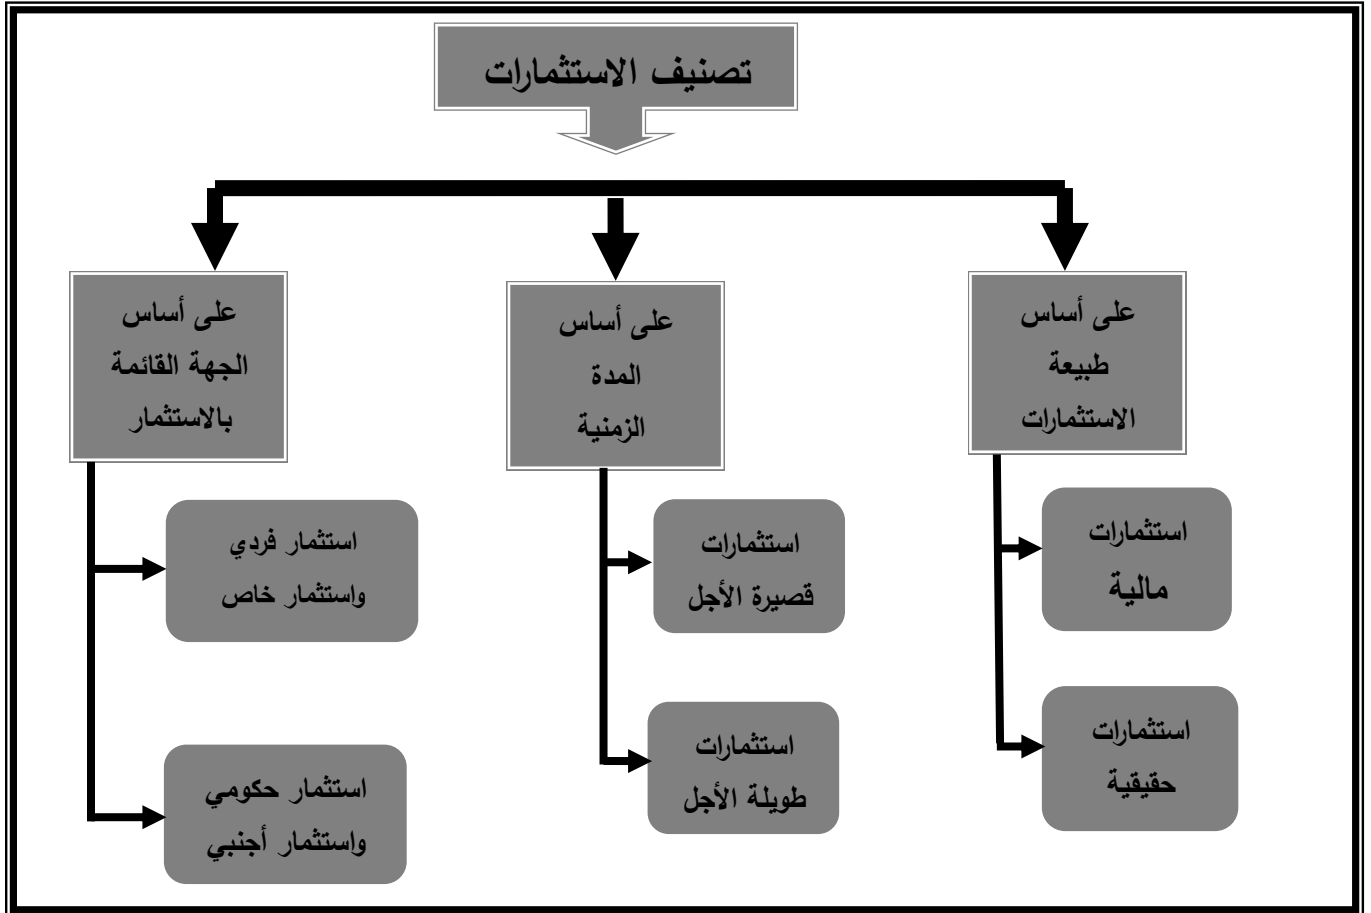 تصنيف الاستثمارات
على أساس
طبيعة
الاستثمارات
استثمارات
مالية
استثمارات
حقيقية
على أساس
المدة
الزمنية
استثمارات
قصيرة الأجل
استثمارات
طويلة الأجل
على أساس
الجهة القائمة
بالاستثمار
استثمار فردي
واستثمار خاص
استثمار حكومي
واستثمار أجنبي